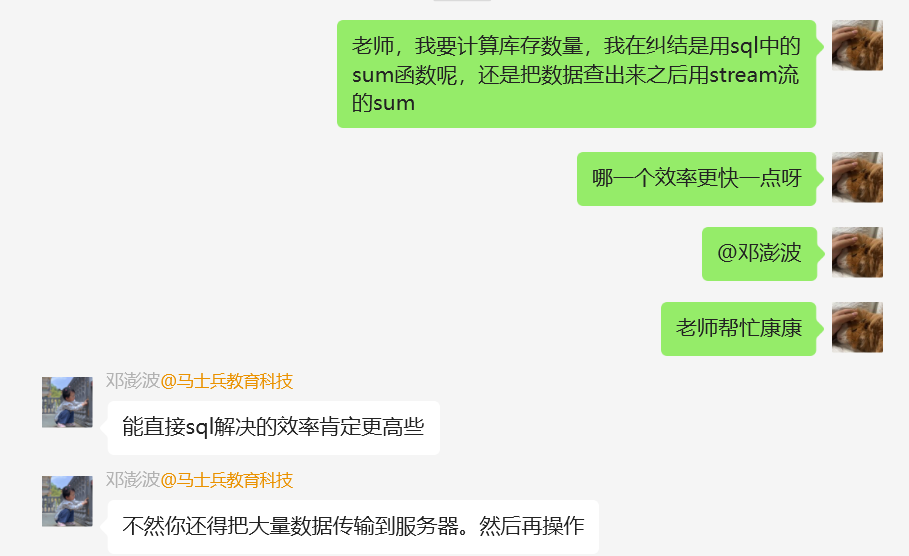 老师，我要计算库存数量，我在纠结是用sql中的
sum函数呢，还是把数据查出来之后用stream流
的sum
哪一个效率更快一点呀
@邓澎波
老师帮忙康康
邓澎波@马士兵教育科技
能直接sql解决的效率肯定更高些
邓澎波@马士兵教育科技
不然你还得把大量数据传输到服务器。然后再操作